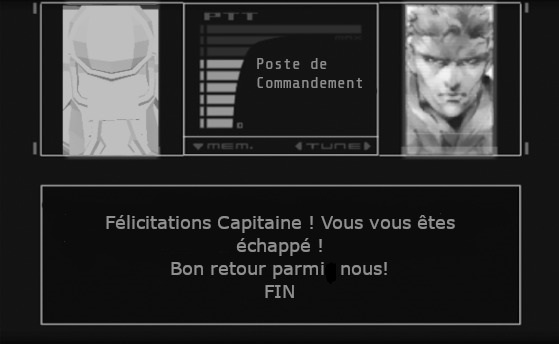 PTT
Poste de
Commandement
MEM.
TUNE
Félicitations Capitaine ! Vous vous êtes
échappé !
Bon retour parmi nous!
FIN